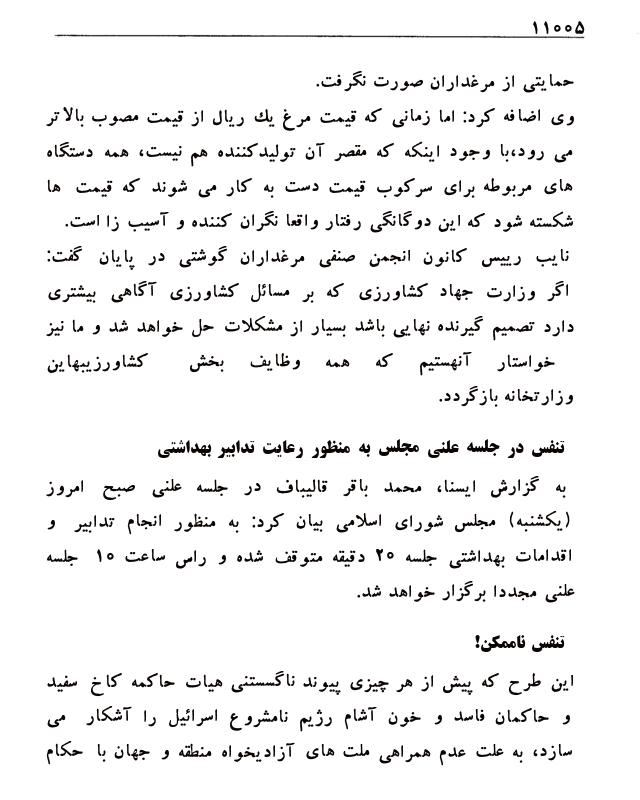 ۱۱۰۰۵
حمایتی از مرغداران صورت نگرفت.
وی اضافه کرد: اما زمانی که قیمت مرغ یك ریال از قیمت مصوب بالاتر
می رود،با وجود اینکه که مقصر آن تولیدکننده هم نیست، همه دستگاه
های مربوطه برای سرکوب قیمت دست به کار می شوند که قیمت ها
شکسته شود که این دوگانگی رفتار واقعا نگران کننده و آسیب زا است.
نایب رییس کانون انجمن صنفی مرغداران گوشتی در پایان گفت:
اگر وزارت جهاد کشاورزی که بر مسائل کشاورزی آگاهی بیشتری
دارد تصمیم گیرنده نهایی باشد بسیار از مشکلات حل خواهد شد و ما نیز
خواستار آنهستیم که همه وظایف بخش کشاورزیبهاین
وزارتخانه بازگردد.
تنفس در جلسه علنی مجلس به منظور رعایت تدابیر بهداشتی
به گزارش ایسنا، محمد باقر قالیباف در جلسه علنی صبح امروز
(یکشنبه) مجلس شورای اسلامی بیان کرد: به منظور انجام تدابیر و
اقدامات بهداشتی جلسه ۲۰ دقیقه متوقف شده و راس ساعت ۱۰ جلسه
علنی مجددا برگزار خواهد شد.
تنفس ناممکن!
این طرح که پیش از هر چیزی پیوند ناگسستنی هیات حاکمه کاخ سفید
و حاکمان فاسد و خون آشام رژیم نامشروع اسرائیل را آشکار می
سازد، به علت عدم همراهی ملت های آزادیخواه منطقه و جهان با حکام